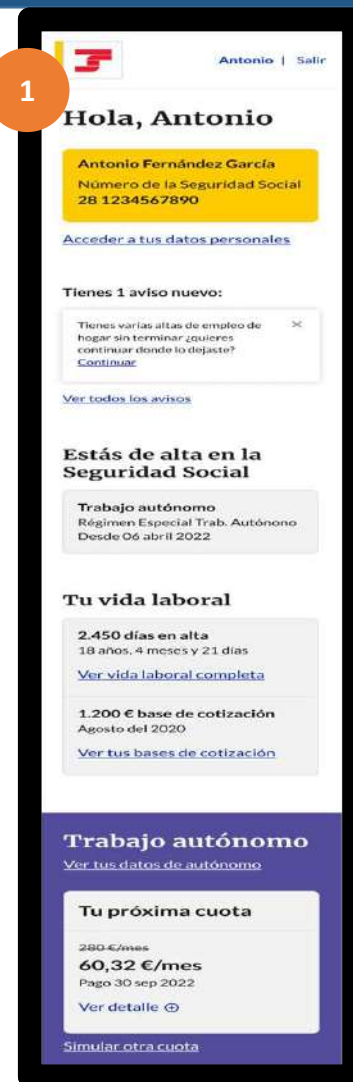 1
Antonio | Salir
Hola, Antonio
Antonio Fernández García
Número de la Seguridad Social
28 1234567890
Acceder a tus datos personales
Tienes 1 aviso nuevo:
Tienes varias altas de empleo de
hogar sin terminar ¿quieres
continuar donde lo dejaste?
Continuar
Ver todos los avisos
Estás de alta en la
Seguridad Social
Trabajo autónomo
Régimen Especial Trab. Autónono
Desde 06 abril 2022
Tu vida laboral
2.450 días en alta
18 años, 4 meses y 21 días
Ver vida laboral completa
1.200 € base de cotización
Agosto del 2020
Ver tus bases de cotización
Trabajo autónomo
Ver tus datos de autónomo
Tu próxima cuota
280 €/mes
60,32 €/mes
Pago 30 sep 2022
Ver detalle ⊕
Simular otra cuota